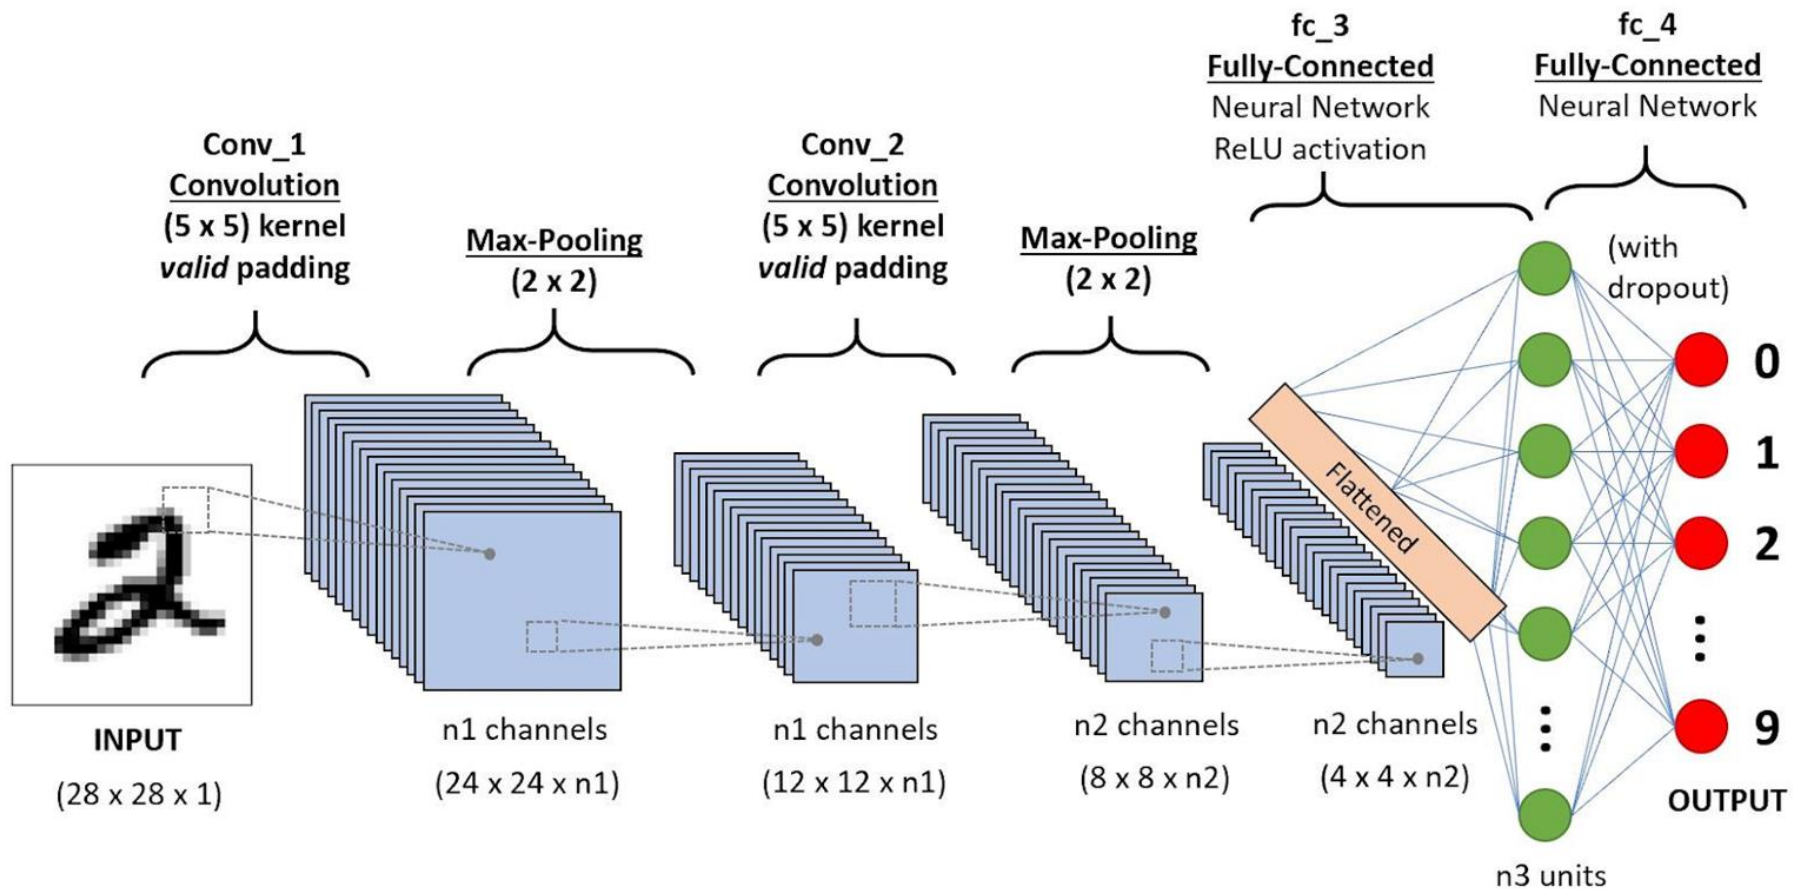 Conv_1
Convolution
(5 x 5) kernel
valid padding
Max-Pooling
(2 x 2)
Conv_2
Convolution
(5 x 5) kernel
valid padding
Max-Pooling
(2 x 2)
fc_3
Fully-Connected
Neural Network
ReLU activation
fc_4
Fully-Connected
Neural Network
(with
dropout)
Flattened
0
1
2
9
OUTPUT
2
INPUT
(28 x 28 x 1)
n1 channels
(24 x 24 x n1)
n1 channels
(12 x 12 x n1)
n2 channels
(8 x 8 x n2)
n2 channels
(4 x 4 x n2)
n3 units